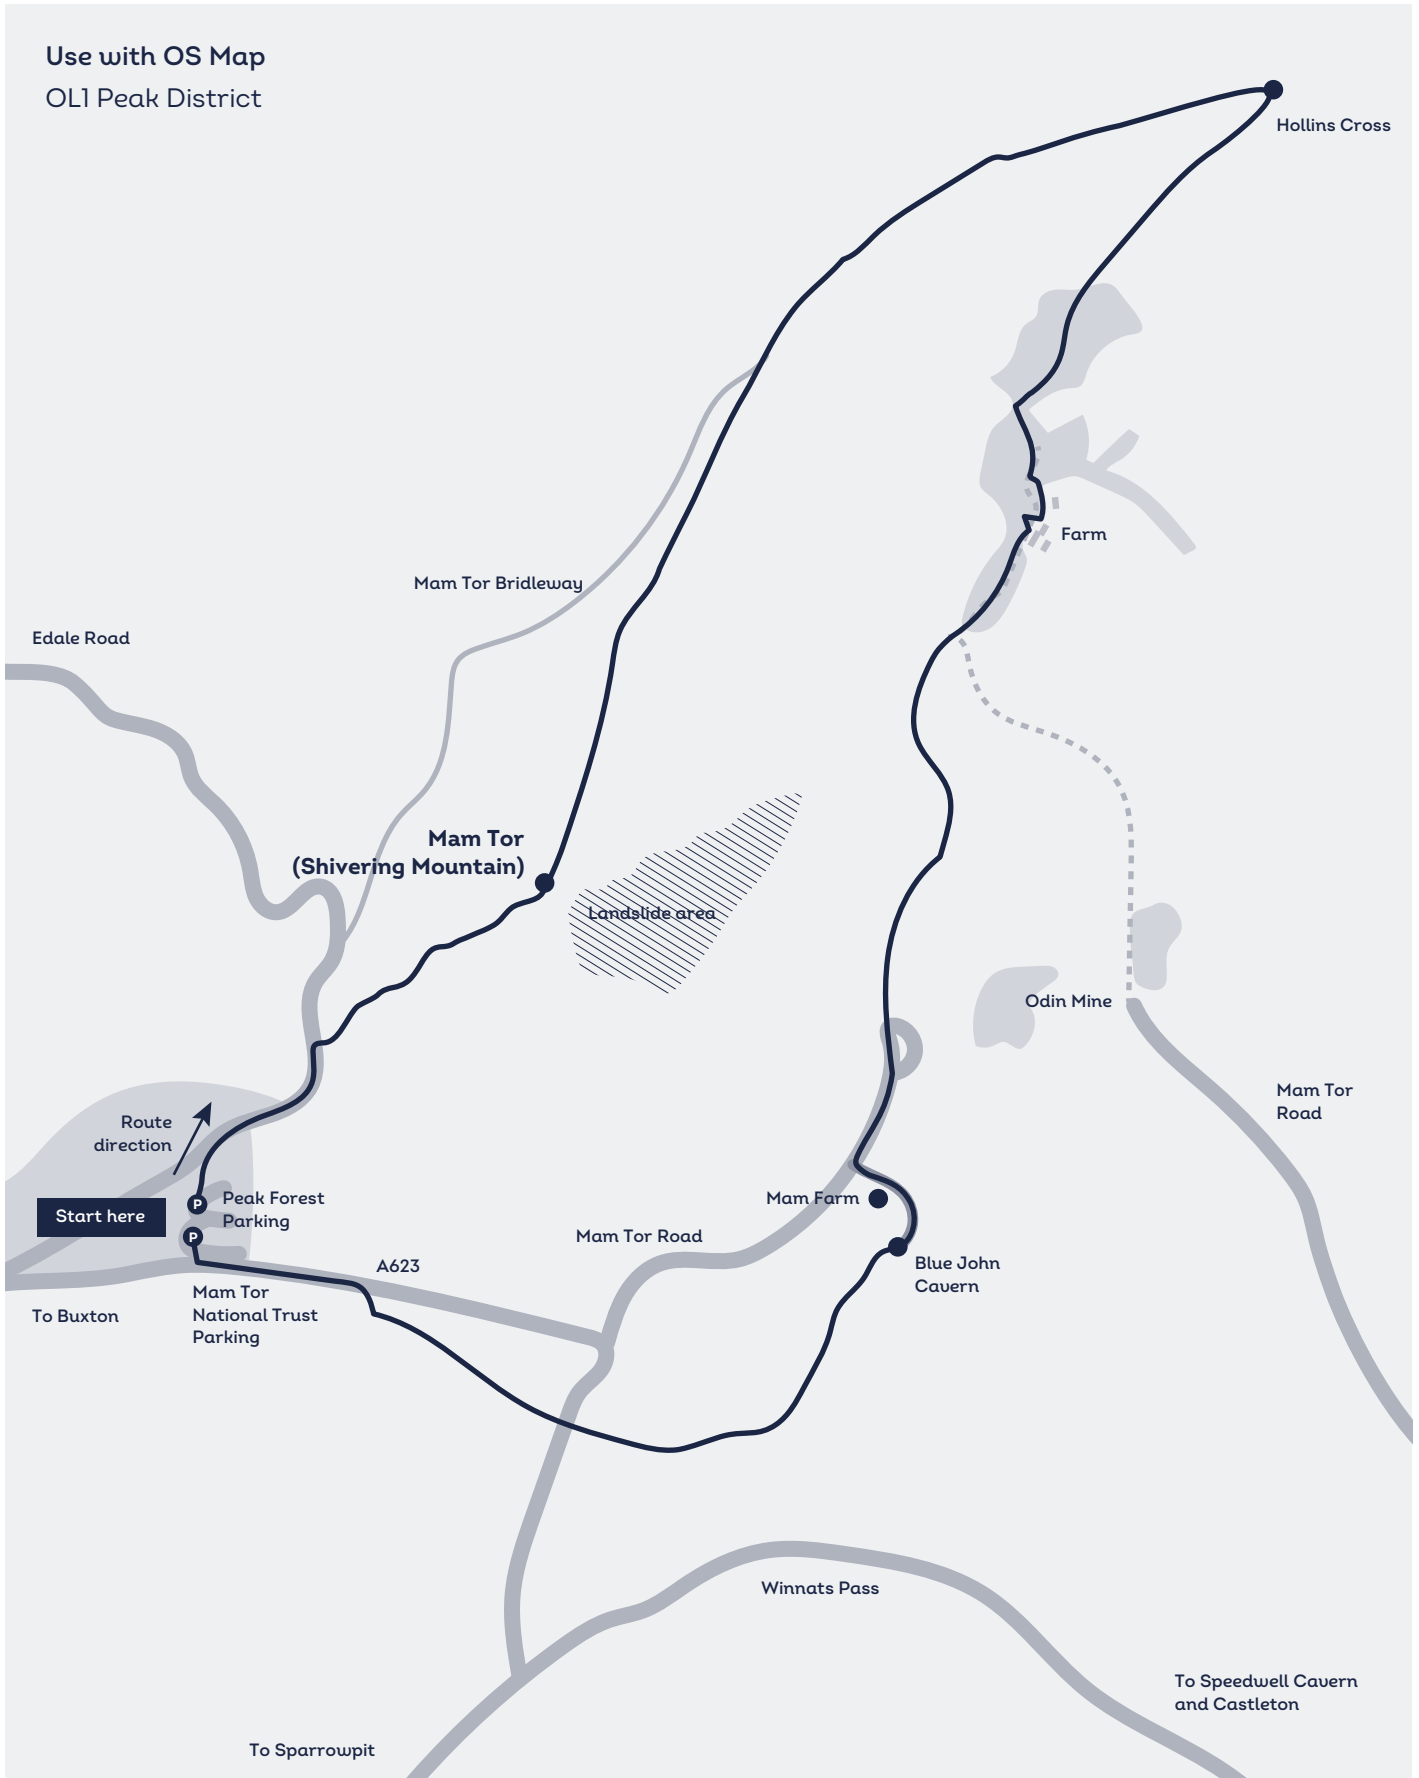 Use with OS Map
OL1 Peak District
Hollins Cross
Farm
Mam Tor Bridleway
Edale Road
Mam Tor
(Shivering Mountain)
Landslide area
Odin Mine
Mam Tor
Road
Route
direction
Start here
P
Peak Forest
Parking
P
Mam Farm
Mam Tor Road
A623
Blue John
Cavern
Mam Tor
National Trust
Parking
To Buxton
Winnats Pass
To Speedwell Cavern
and Castleton
To Sparrowpit